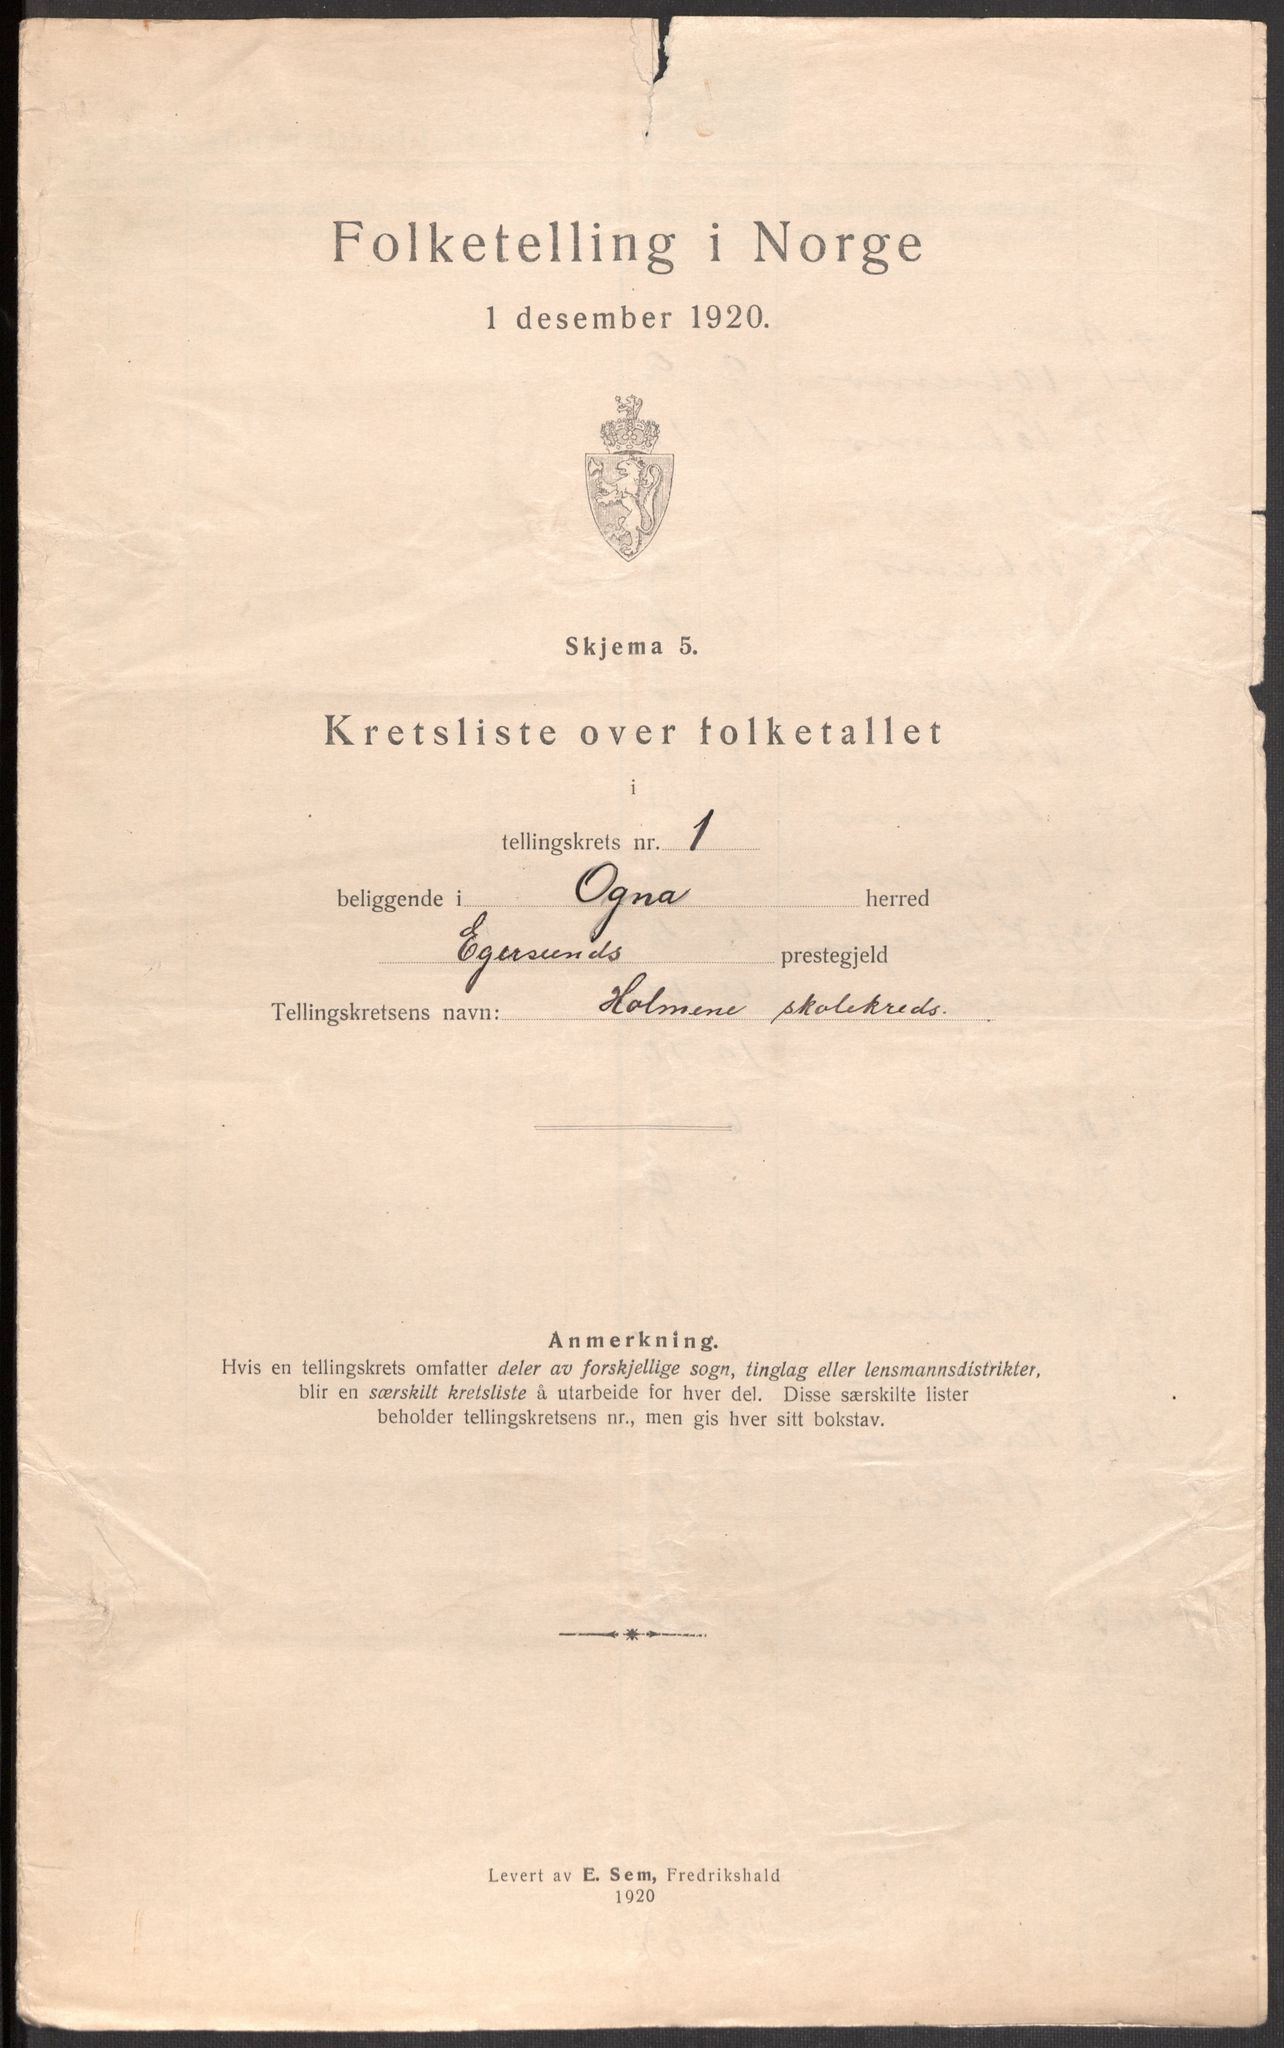 Folketelling i Norge
1 desember 1920.
Skjema 5.
Kretsliste over folketallet
i
tellingskrets nr. 1
beliggende i Ogna herred
Egersunds prestegjeld
Tellingskretsens navn: Holmene skolekreds.
Anmerkning.
Hvis en tellingskrets omfatter deler av forskjellige sogn, tinglag eller lensmannsdistrikter,
blir en særskilt kretsliste å utarbeide for hver del. Disse særskilte lister
beholder tellingskretsens nr., men gis hver sitt bokstav.
Levert av E. Sem, Fredrikshald
1920